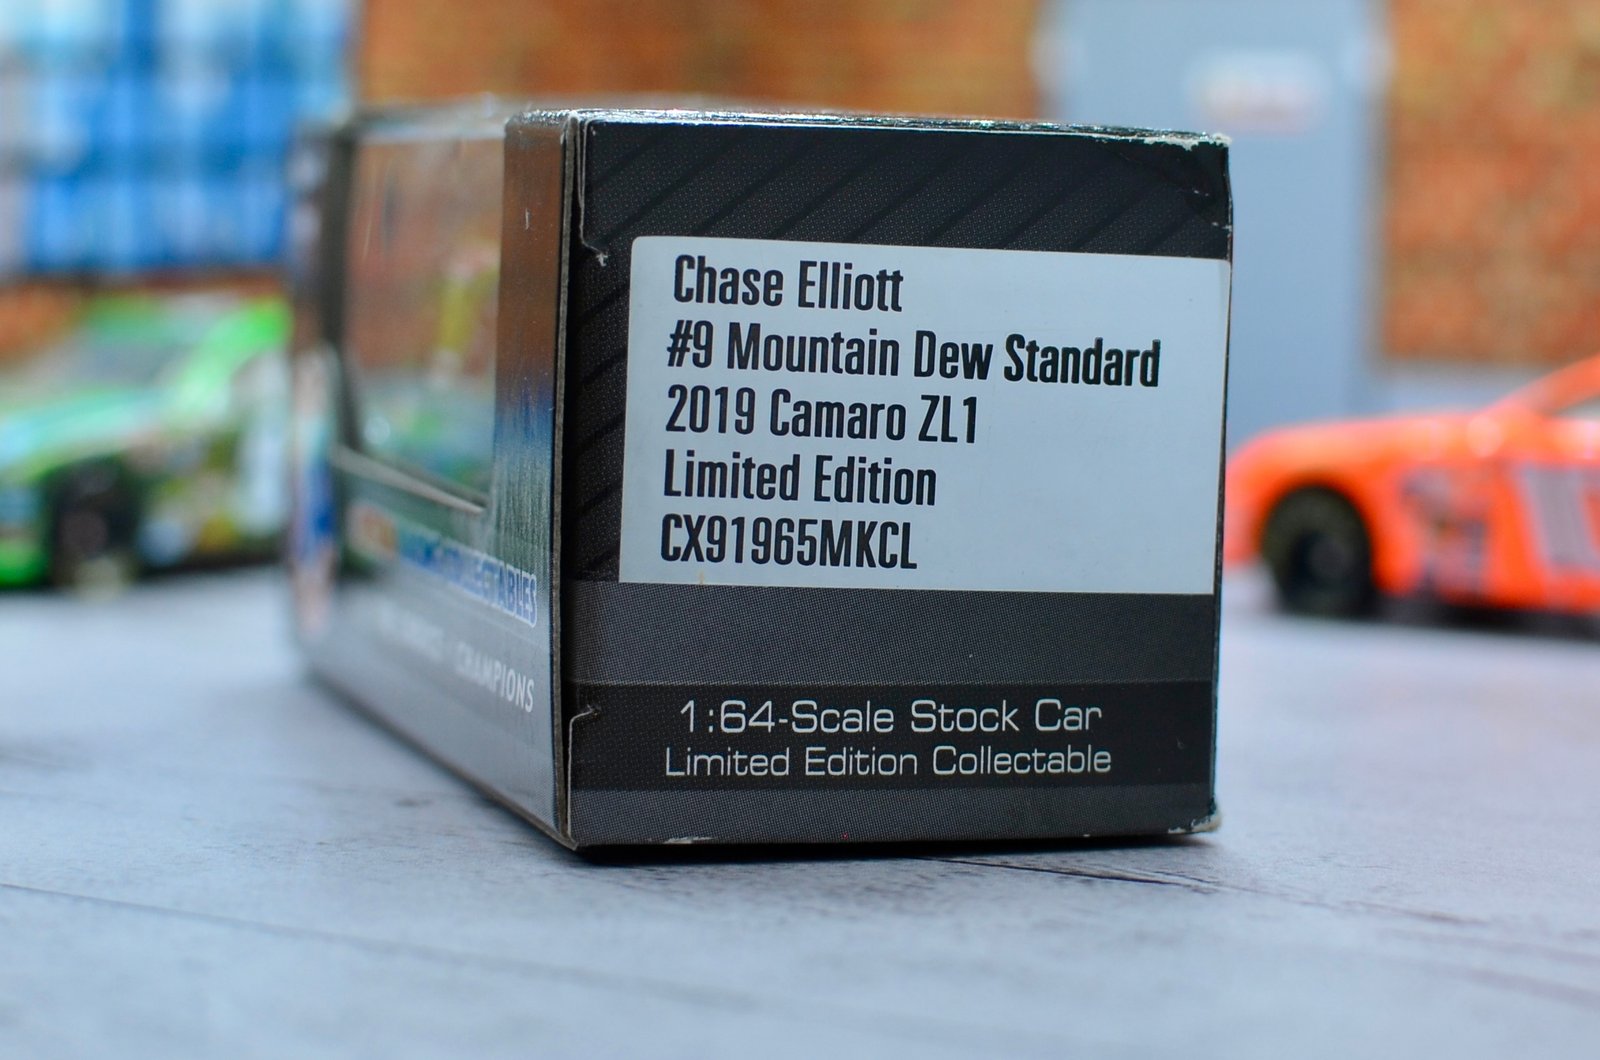 Chase Elliott
#9 Mountain Dew Standard
2019 Camaro ZL1
Limited Edition
CX91965MKCL
1:64-Scale Stock Car
Limited Edition Collectable
COLLECTABLES
CHAMPIONS